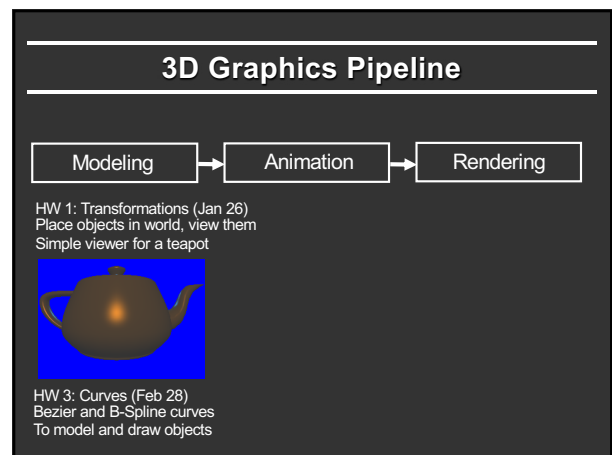 3D Graphics Pipeline
Modeling
Animation
Rendering
HW 1: Transformations (Jan 26)
Place objects in world, view them
Simple viewer for a teapot
HW 3: Curves (Feb 28)
Bezier and B-Spline curves
To model and draw objects